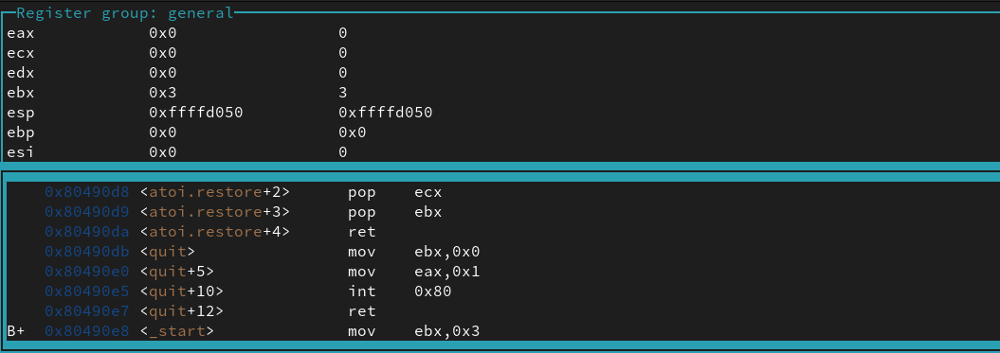 Register group: general
eax 0x0 0
ecx 0x0 0
edx 0x0 0
ebx 0x3 3
esp 0xffffd050 0xffffd050
ebp 0x0 0x0
esi 0x0 0
0x80490d8 <atoi.restore+2> pop ecx
0x80490d9 <atoi.restore+3> pop ebx
0x80490da <atoi.restore+4> ret
0x80490db <quit> mov ebx,0x0
0x80490e0 <quit+5> mov eax,0x1
0x80490e5 <quit+10> int 0x80
0x80490e7 <quit+12> ret
B+ 0x80490e8 <_start> mov ebx,0x3